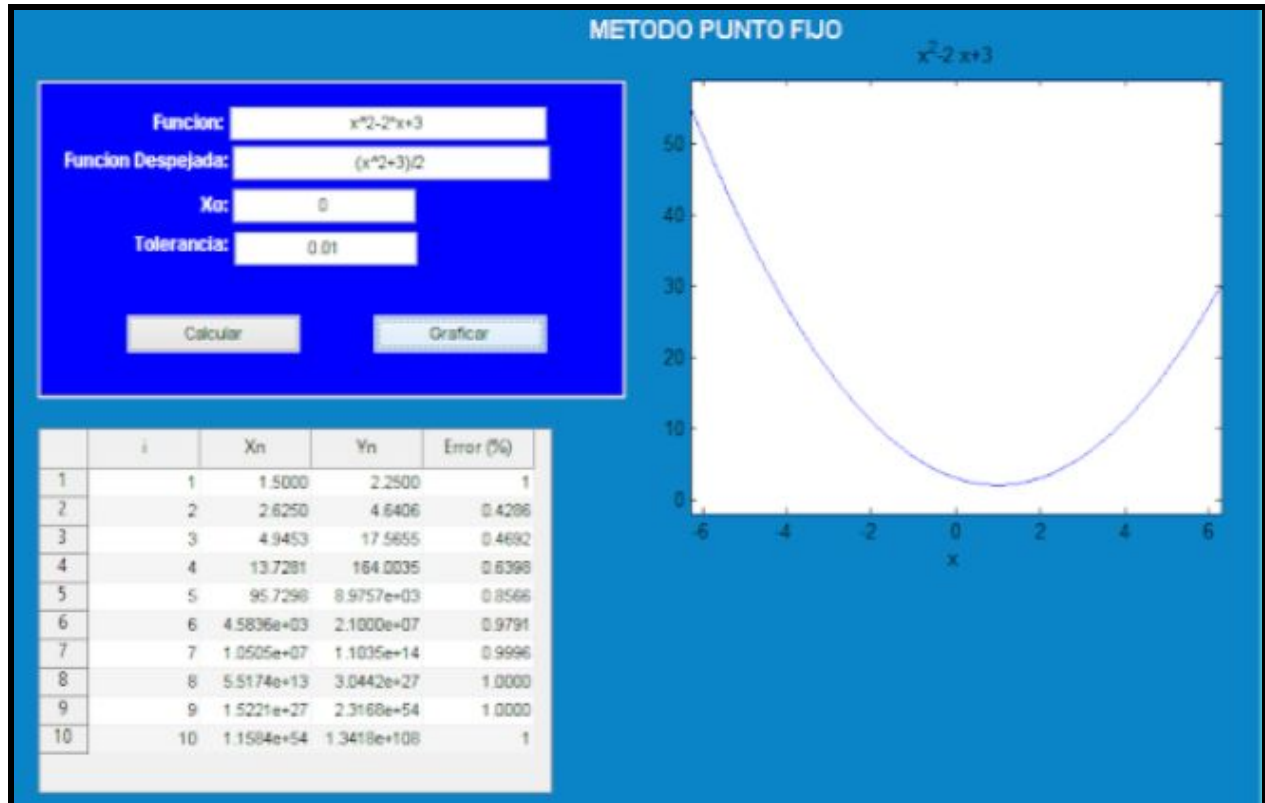 METODO PUNTO FIJO
Funcion: x^2-2*x+3
Funcion Despejada: (x^2+3)/2
Xo: 0
Tolerancia: 0.01
Calcular Graficar
i Xn Yn Error (%)
1 1 1.5000 2.2500 1
2 2 2.6250 4.6406 0.4286
3 3 4.9453 17.5655 0.4692
4 4 13.7281 164.0035 0.6398
5 5 95.7298 8.9757e+03 0.8566
6 6 4.5836e+03 2.1000e+07 0.9791
7 7 1.0505e+07 1.1035e+14 0.9996
8 8 5.5174e+13 3.0442e+27 1.0000
9 9 1.5221e+27 2.3168e+54 1.0000
10 10 1.1584e+54 1.3418e+108 1
x²-2 x+3
50
40
30
20
10
0
-6 -4 -2 0 2 4 6
x